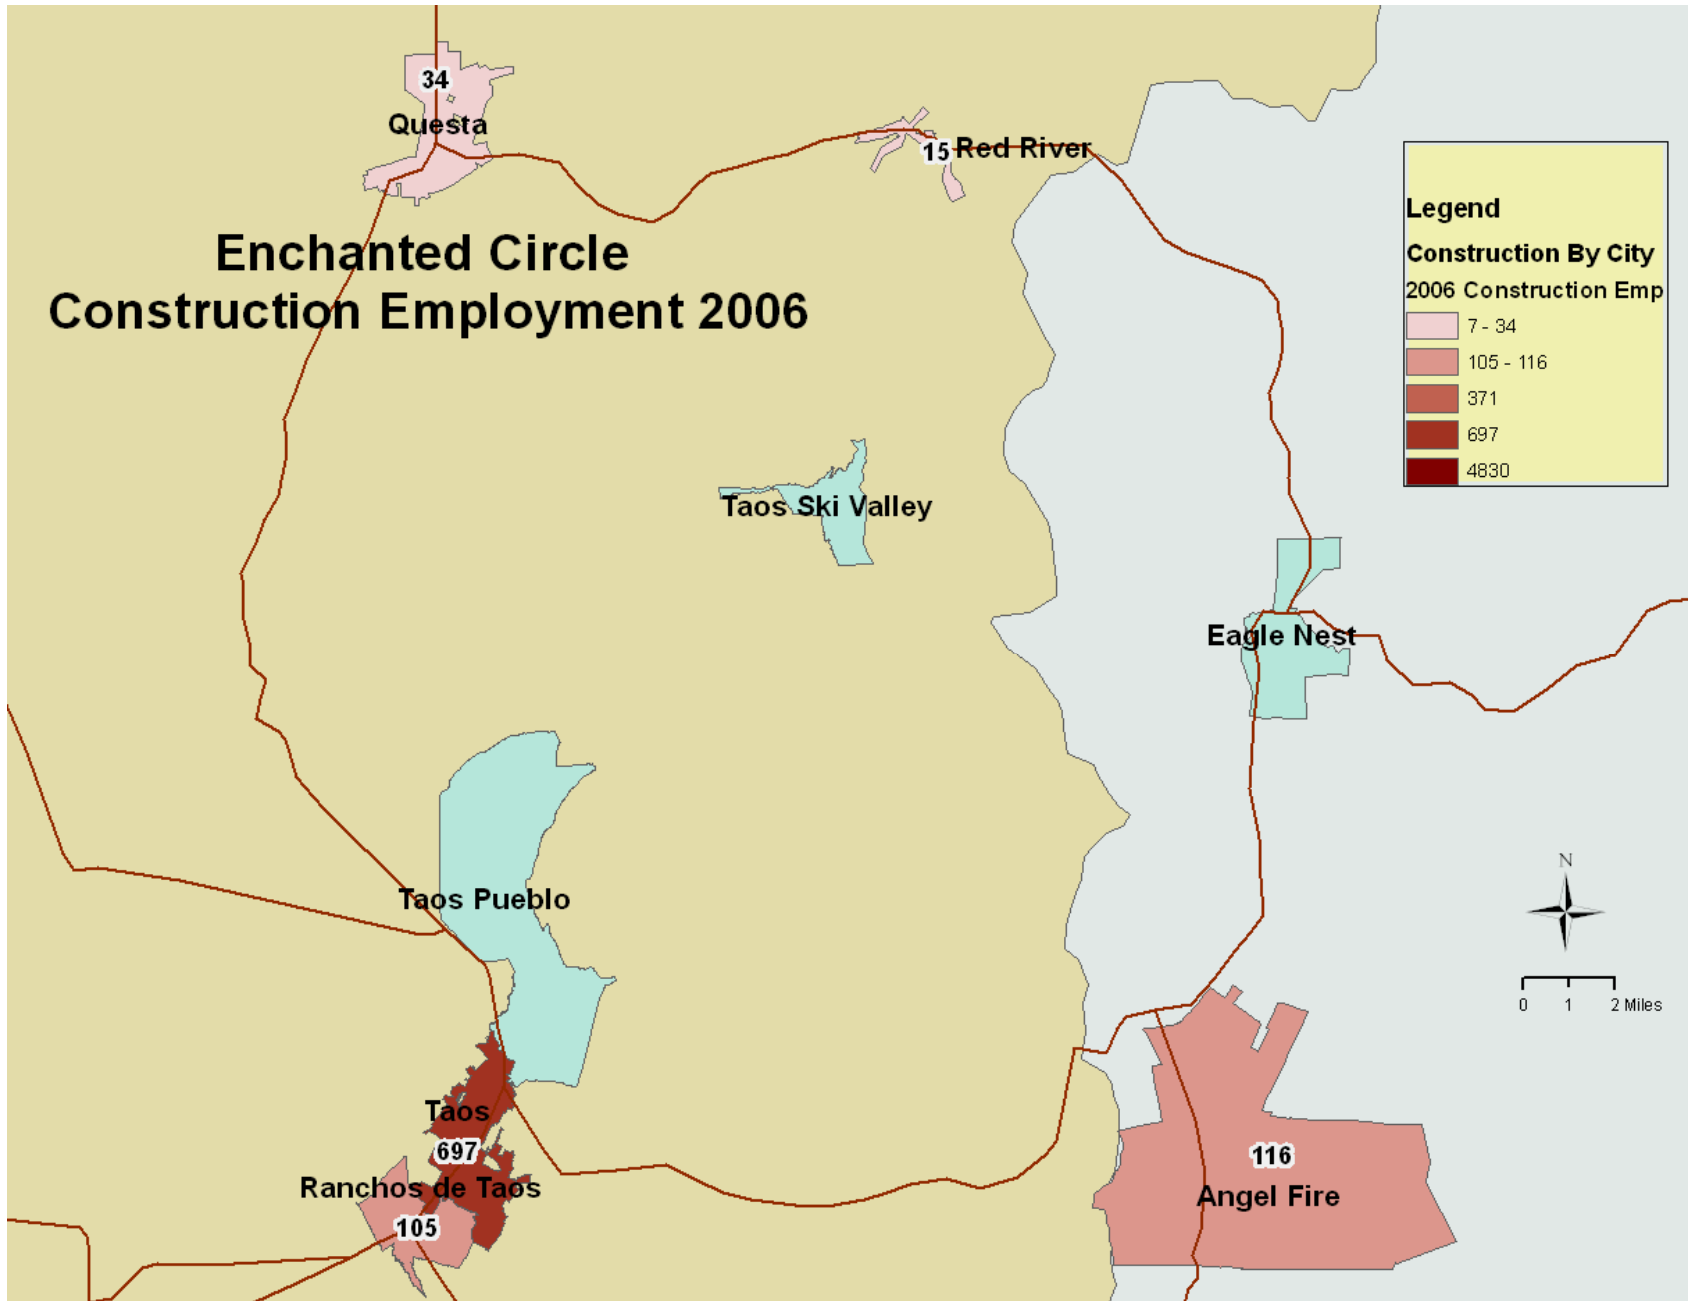 34
Questa
15 Red River
Enchanted Circle
Construction Employment 2006
Legend
Construction By City
2006 Construction Emp
7 - 34
105 - 116
371
697
4830
Taos Ski Valley
Eagle Nest
Taos Pueblo
N
0 1 2 Miles
Taos
697
Ranchos de Taos
105
116
Angel Fire